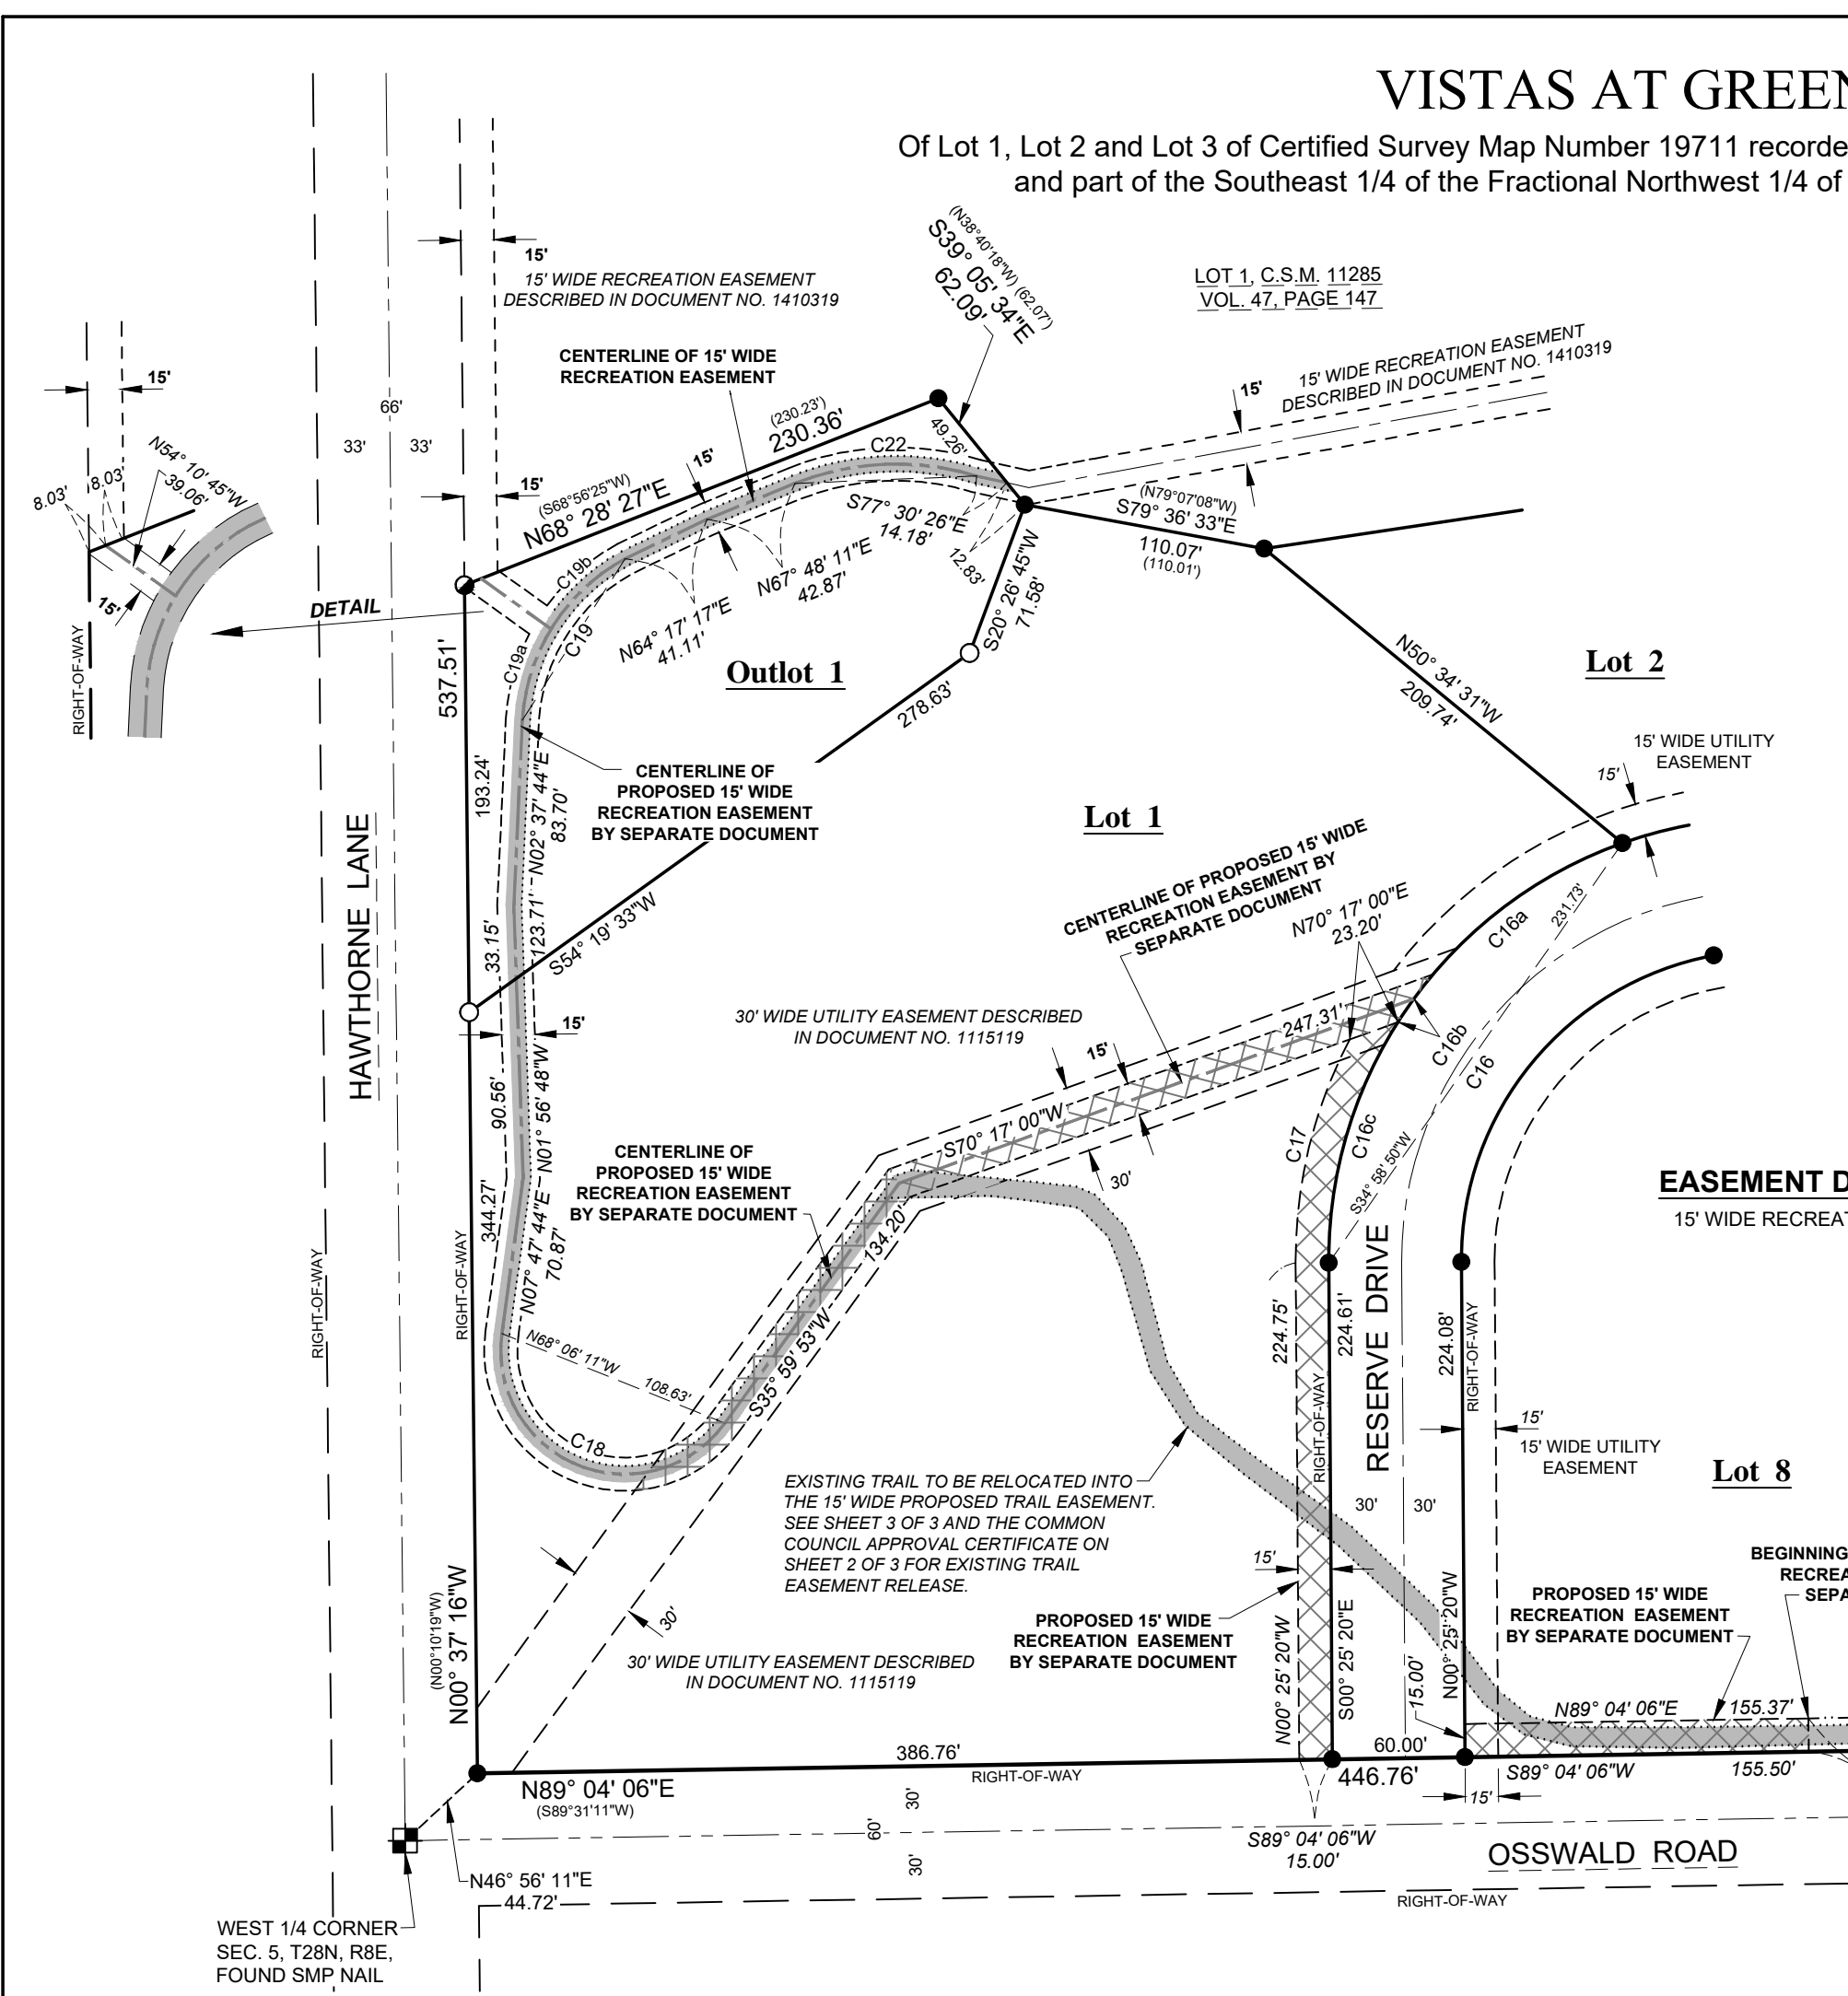 VISTAS AT GREEN
Of Lot 1, Lot 2 and Lot 3 of Certified Survey Map Number 19711 recorde
and part of the Southeast 1/4 of the Fractional Northwest 1/4 of
(N38°40'18"W) (62.07')
S39° 05' 34"E
62.09'
LOT 1, C.S.M. 11285
VOL. 47, PAGE 147
15'
15' WIDE RECREATION EASEMENT
DESCRIBED IN DOCUMENT NO. 1410319
CENTERLINE OF 15' WIDE
RECREATION EASEMENT
15' WIDE RECREATION EASEMENT
DESCRIBED IN DOCUMENT NO. 1410319
15'
15'
N54° 10' 45"W
39.06'
8.03'
8.03'
15'
RIGHT-OF-WAY
DETAIL
66'
33'
33'
15'
(230.23')
230.36'
15'
(S68°56'25"W)
N68° 28' 27"E
C22
49.26'
S77° 30' 26"E
14.18'
12.83'
N67° 48' 11"E
42.87'
N64° 17' 17"E
41.11'
C19b
C19
C19a
(N79°07'08"W)
S79° 36' 33"E
110.07'
(110.01')
S20° 26' 45"W
71.58'
Outlot 1
278.63'
S54° 19' 33"W
N50° 34' 31"W
209.74'
Lot 2
15' WIDE UTILITY
EASEMENT
15'
537.51'
193.24'
N02° 37' 44"E
83.70'
CENTERLINE OF
PROPOSED 15' WIDE
RECREATION EASEMENT
BY SEPARATE DOCUMENT
Lot 1
HAWTHORNE LANE
33.15'
123.71'
15'
90.56'
N01° 56' 48"W
CENTERLINE OF PROPOSED 15' WIDE
RECREATION EASEMENT BY
SEPARATE DOCUMENT
N70° 17' 00"E
23.20'
C16a
231.73'
C16b
C16
C16c
C17
S34° 58' 50"W
30' WIDE UTILITY EASEMENT DESCRIBED
IN DOCUMENT NO. 1115119
15'
247.31'
S70° 17' 00"W
30'
CENTERLINE OF
PROPOSED 15' WIDE
RECREATION EASEMENT
BY SEPARATE DOCUMENT
344.27'
N07° 47' 44"E
70.87'
134.20'
S35° 59' 53"W
N68° 06' 11"W
108.63'
C18
RIGHT-OF-WAY
RIGHT-OF-WAY
EASEMENT D
15' WIDE RECREAT
224.75'
224.61'
RIGHT-OF-WAY
RESERVE DRIVE
224.08'
RIGHT-OF-WAY
15'
15' WIDE UTILITY
EASEMENT
Lot 8
30'
30'
EXISTING TRAIL TO BE RELOCATED INTO
THE 15' WIDE PROPOSED TRAIL EASEMENT.
SEE SHEET 3 OF 3 AND THE COMMON
COUNCIL APPROVAL CERTIFICATE ON
SHEET 2 OF 3 FOR EXISTING TRAIL
EASEMENT RELEASE.
15'
PROPOSED 15' WIDE
RECREATION EASEMENT
BY SEPARATE DOCUMENT
N00° 25' 20"W
S00° 25' 20"E
N00° 25' 20"W
15.00'
BEGINNING
RECREA
SEPA
PROPOSED 15' WIDE
RECREATION EASEMENT
BY SEPARATE DOCUMENT
N89° 04' 06"E
155.37'
S89° 04' 06"W
155.50'
(N00°10'19"W)
N00° 37' 16"W
30'
30' WIDE UTILITY EASEMENT DESCRIBED
IN DOCUMENT NO. 1115119
386.76'
60.00'
446.76'
15'
N89° 04' 06"E
(S89°31'11"W)
RIGHT-OF-WAY
30'
60'
30'
S89° 04' 06"W
15.00'
OSSWALD ROAD
RIGHT-OF-WAY
N46° 56' 11"E
44.72'
WEST 1/4 CORNER
SEC. 5, T28N, R8E,
FOUND SMP NAIL